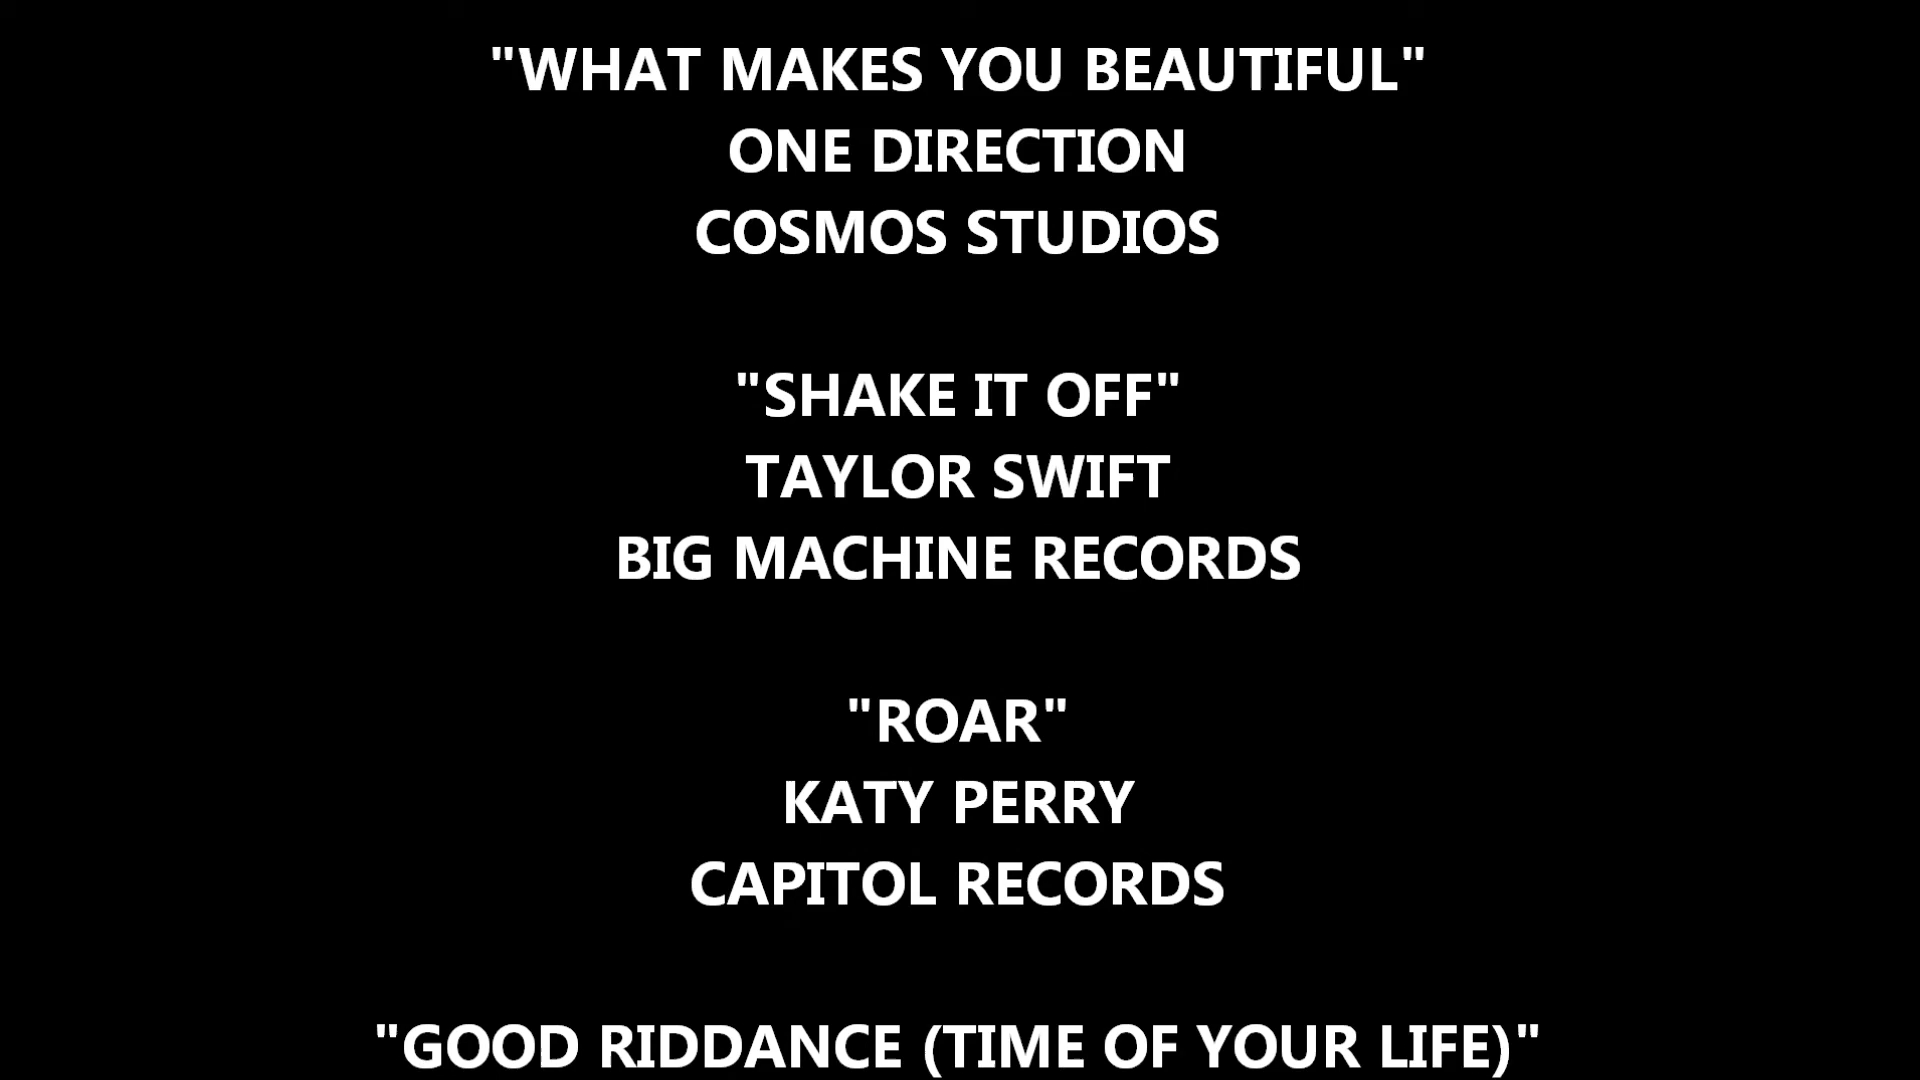 "WHAT MAKES YOU BEAUTIFUL"
ONE DIRECTION
COSMOS STUDIOS
"SHAKE IT OFF"
TAYLOR SWIFT
BIG MACHINE RECORDS
"ROAR"
KATY PERRY
CAPITOL RECORDS
"GOOD RIDDANCE (TIME OF YOUR LIFE)"